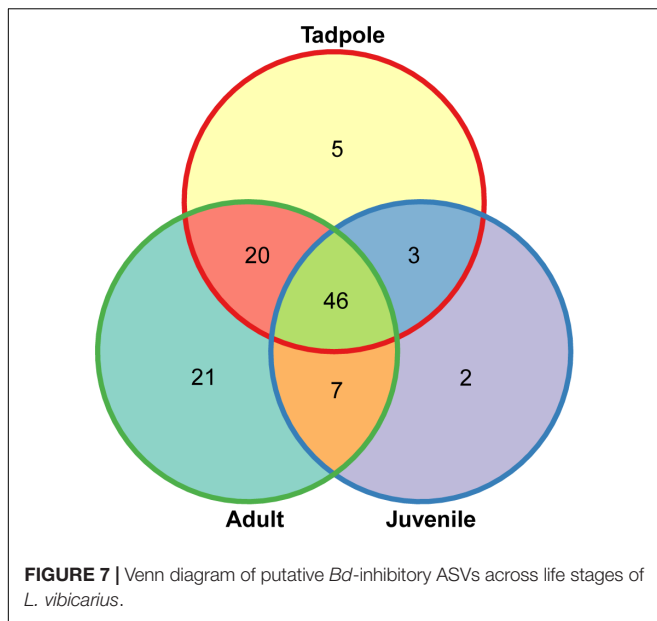 Tadpole
5
20
3
46
21
7
2
Adult
Juvenile
FIGURE 7 | Venn diagram of putative Bd-inhibitory ASVs across life stages of
L. vibicarius.